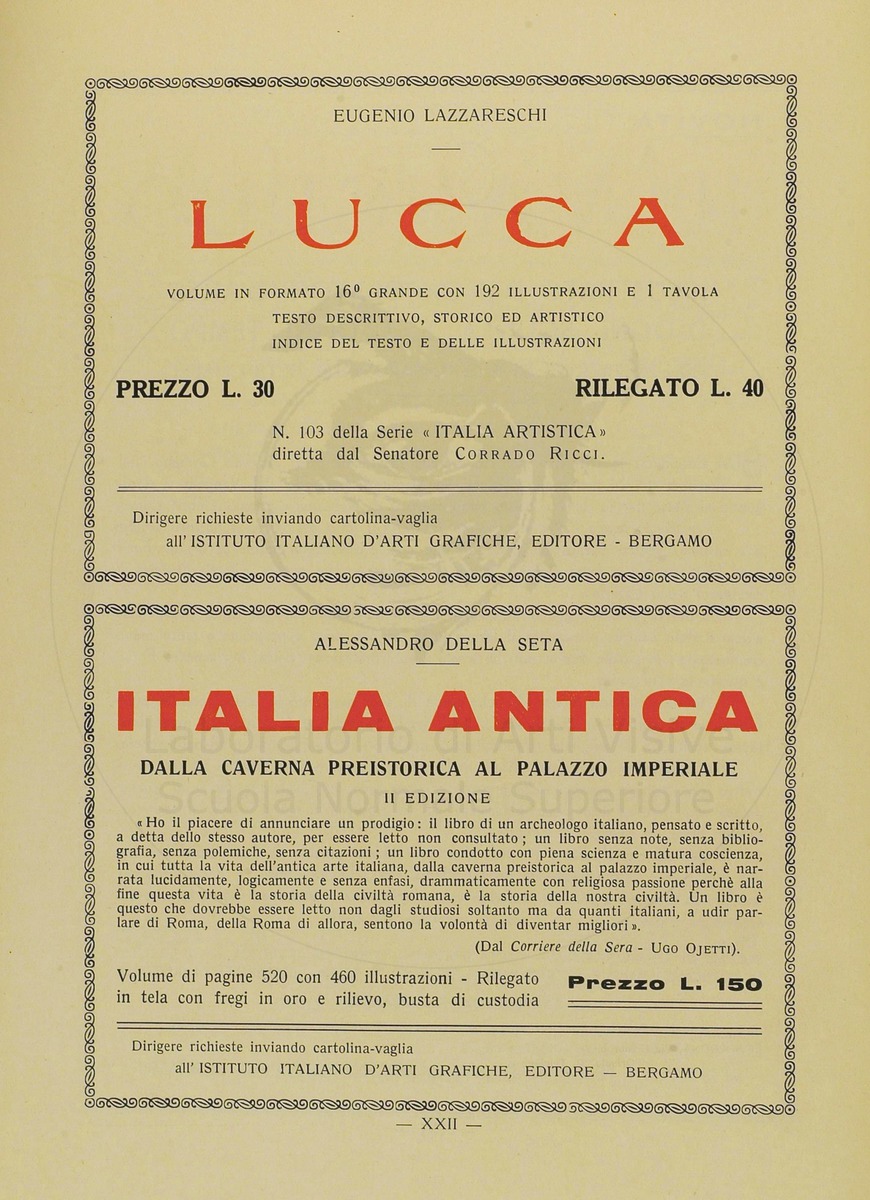 EUGENIO LAZZARESCHI
LUCCA
VOLUME IN FORMATO 16º GRANDE CON 192 ILLUSTRAZIONI E 1 TAVOLA
TESTO DESCRITTIVO, STORICO ED ARTISTICO
INDICE DEL TESTO E DELLE ILLUSTRAZIONI
PREZZO L. 30 RILEGATO L. 40
N. 103 della Serie « ITALIA ARTISTICA »
diretta dal Senatore CORRADO RICCI.
Dirigere richieste inviando cartolina-vaglia
all' ISTITUTO ITALIANO D'ARTI GRAFICHE, EDITORE - BERGAMO
ALESSANDRO DELLA SETA
ITALIA ANTICA
Laboratorio di Arti Visive
DALLA CAVERNA PREISTORICA AL PALAZZO IMPERIALE
Scuola Normale Superiore
II EDIZIONE
« Ho il piacere di annunciare un prodigio : il libro di un archeologo italiano, pensato e scritto,
a detta dello stesso autore, per essere letto non consultato ; un libro senza note, senza biblio-
grafia, senza polemiche, senza citazioni ; un libro condotto con piena scienza e matura coscienza,
in cui tutta la vita dell'antica arte italiana, dalla caverna preistorica al palazzo imperiale, è nar-
rata lucidamente, logicamente e senza enfasi, drammaticamente con religiosa passione perchè alla
fine questa vita è la storia della civiltà romana, è la storia della nostra civiltà. Un libro è
questo che dovrebbe essere letto non dagli studiosi soltanto ma da quanti italiani, a udir par-
lare di Roma, della Roma di allora, sentono la volontà di diventar migliori ».
(Dal Corriere della Sera - UGO OJETTI).
Volume di pagine 520 con 460 illustrazioni - Rilegato
in tela con fregi in oro e rilievo, busta di custodia
Prezzo L. 150
Dirigere richieste inviando cartolina-vaglia
all' ISTITUTO ITALIANO D'ARTI GRAFICHE, EDITORE — BERGAMO
— XXII —